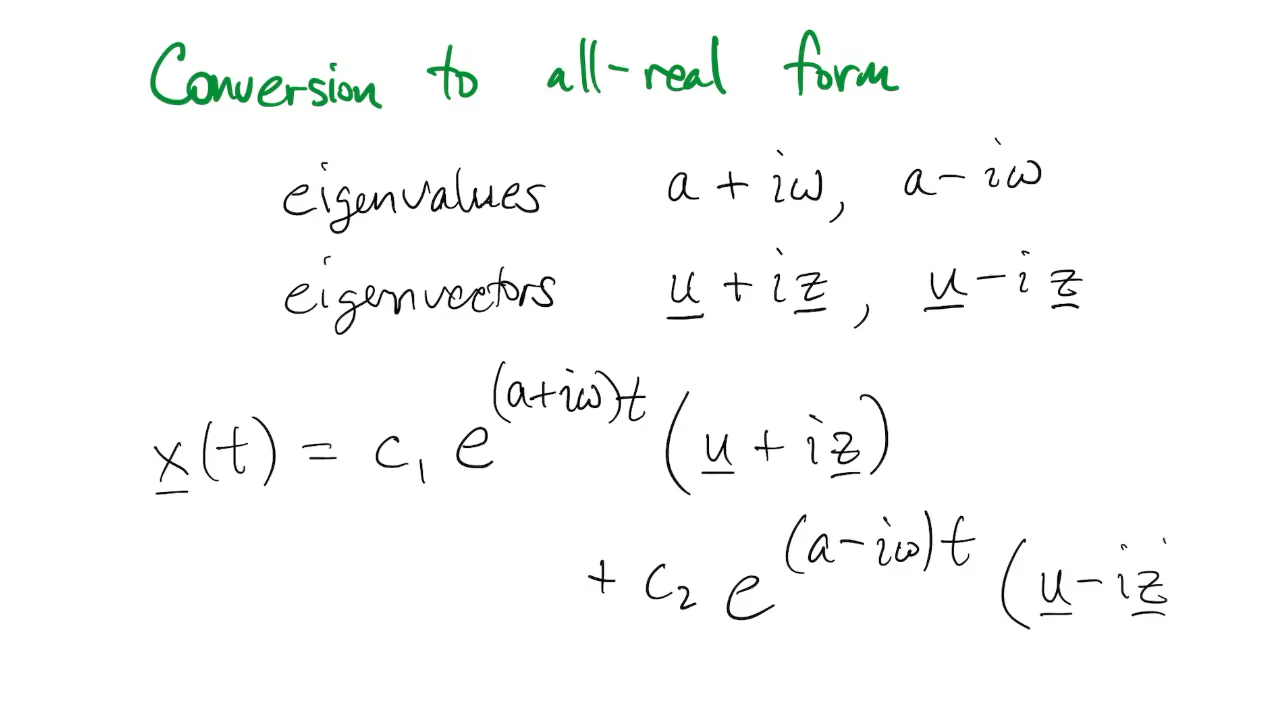 Conversion to all-real form
eigenvalues a + iω, a - iω
eigenvectors u + iz, u - iz
x(t) = c₁ e^(a+iω)t (u + iz)
+ c₂ e^(a-iω)t (u - iz